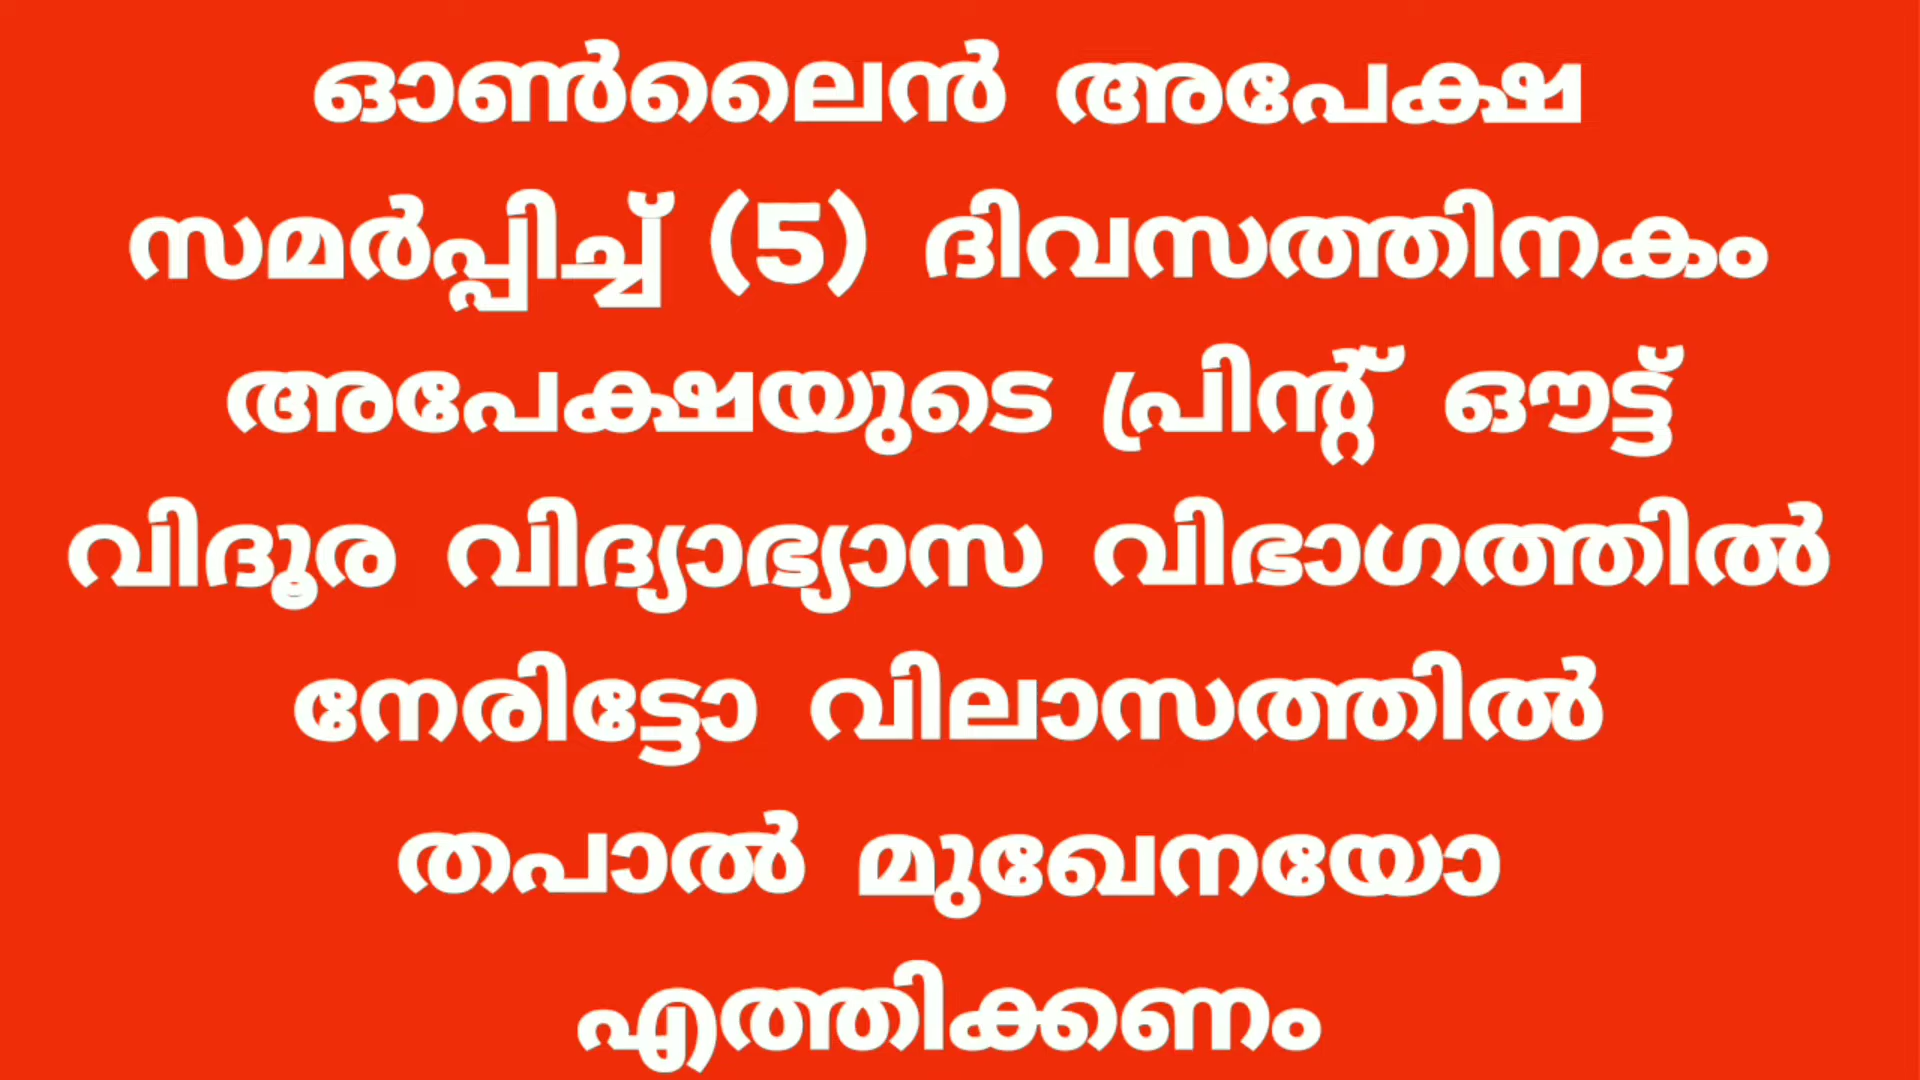 ഓൺലൈൻ അപേക്ഷ
സമർപ്പിച്ച് (5) ദിവസത്തിനകം
അപേക്ഷയുടെ പ്രിന്റ് ഔട്ട്
വിദൂര വിദ്യാഭ്യാസ വിഭാഗത്തിൽ
നേരിട്ടോ വിലാസത്തിൽ
തപാൽ മുഖേനയോ
എത്തിക്കണം